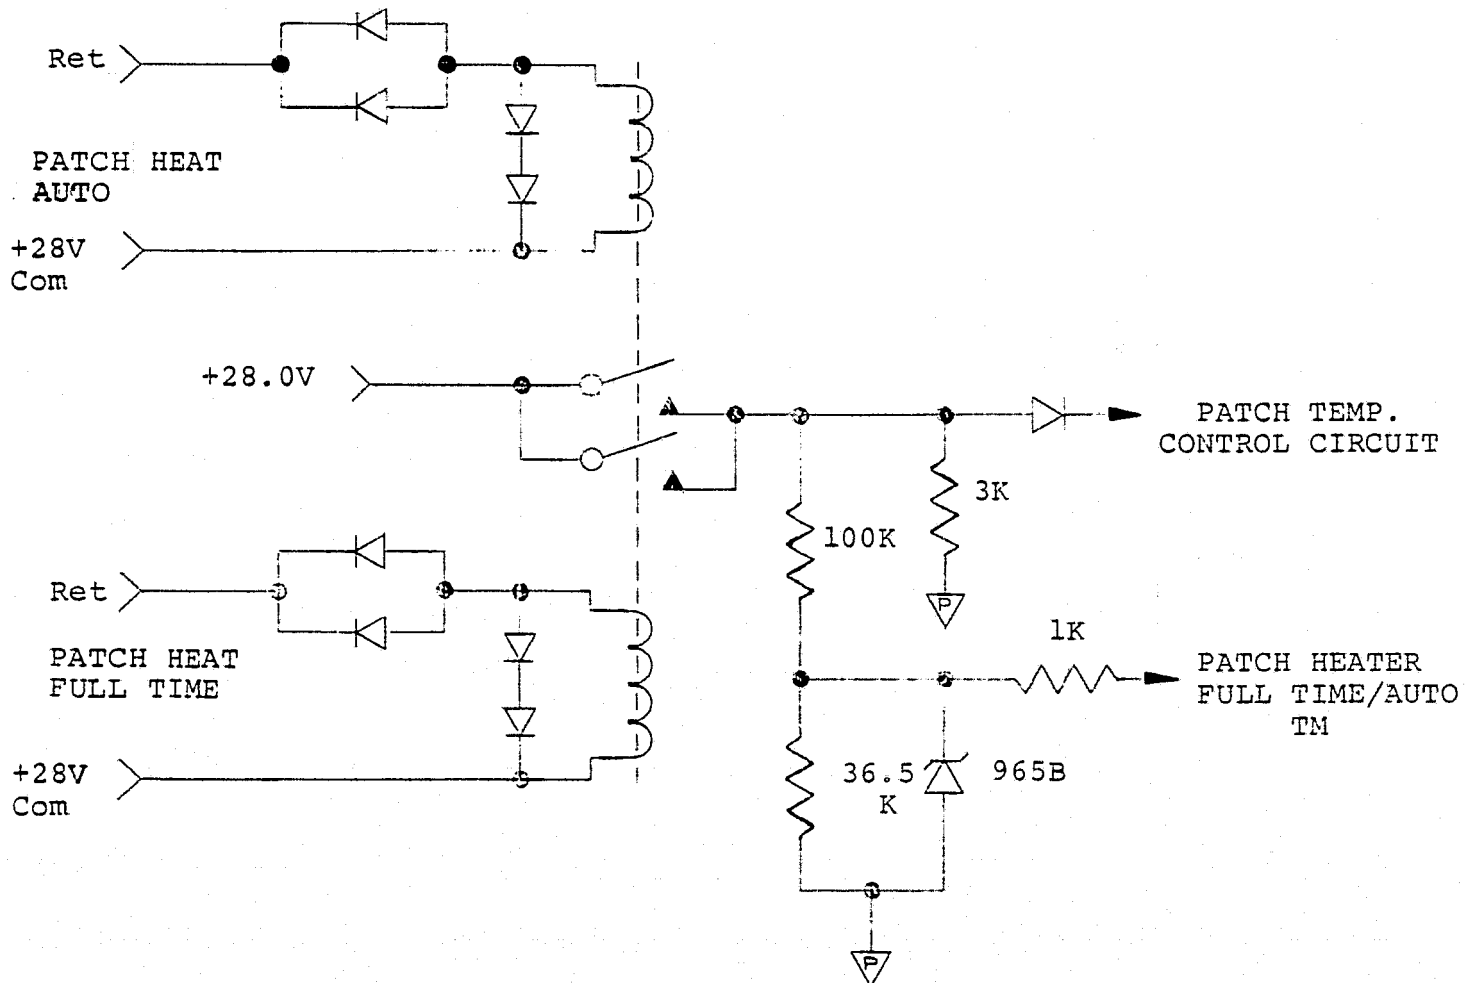 Ret
PATCH HEAT
AUTO
+28V
Com
+28.0V
PATCH TEMP.
CONTROL CIRCUIT
3K
100K
P
Ret
PATCH HEAT
FULL TIME
1K
PATCH HEATER
FULL TIME/AUTO
TM
+28V
Com
36.5
K
965B
P